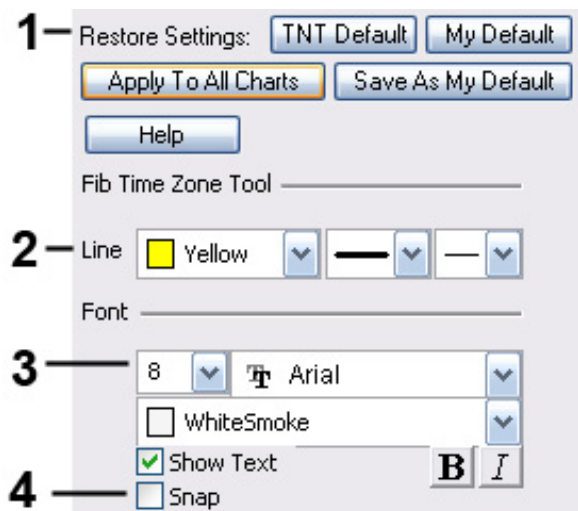 1 Restore Settings: TNT Default My Default
Apply To All Charts Save As My Default
Help
Fib Time Zone Tool
2 Line Yellow
Font
3 8 Arial
WhiteSmoke
Show Text B I
4 Snap